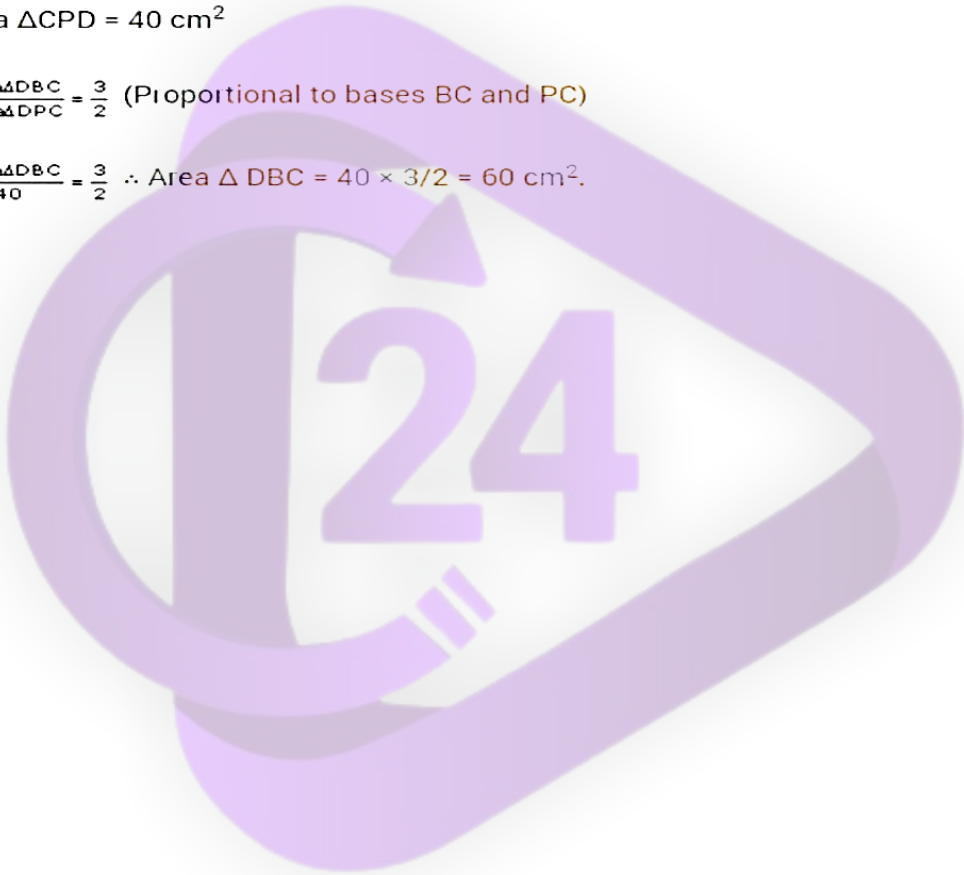 a ΔCPD = 40 cm²
ΔDBC/ΔDPC = 3/2 (Proportional to bases BC and PC)
ΔDBC/40 = 3/2 ∴ Area Δ DBC = 40 × 3/2 = 60 cm².
24